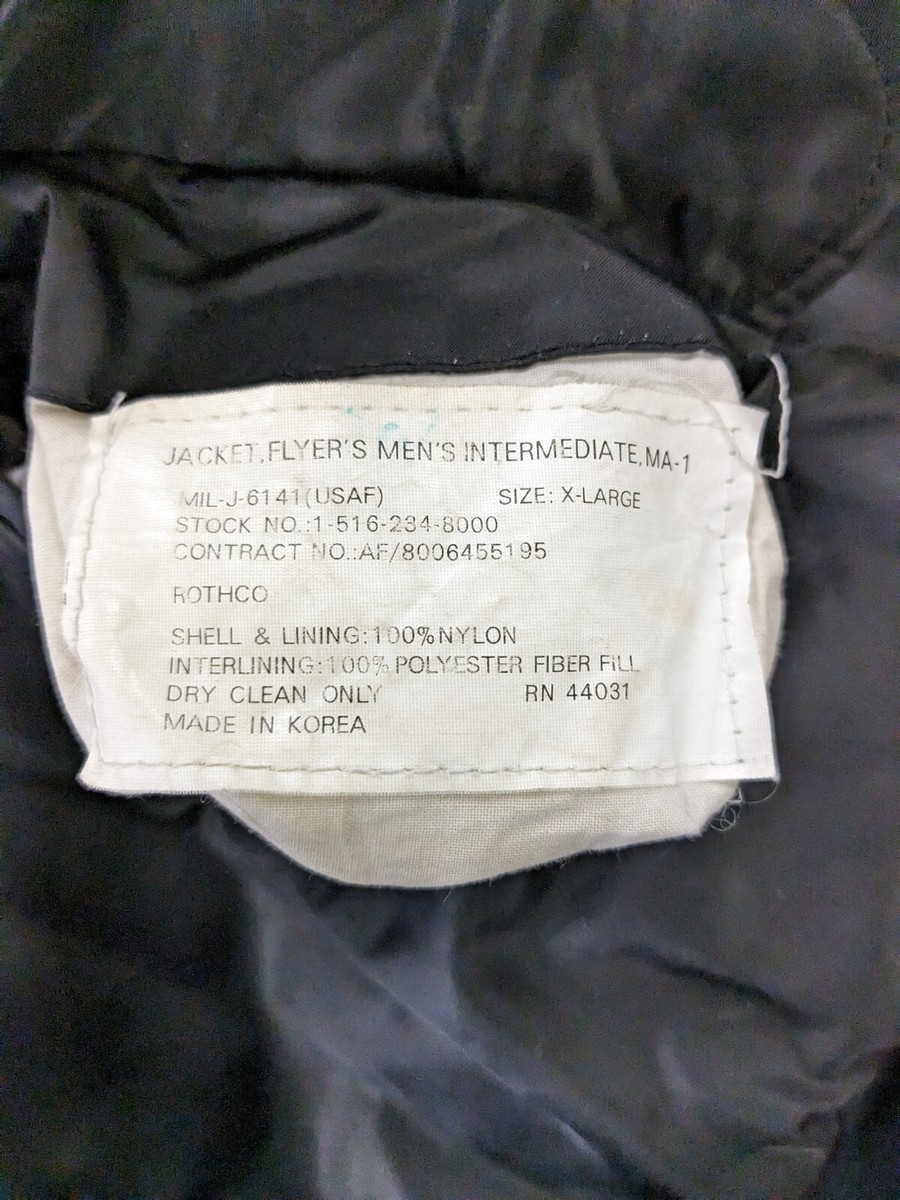 JACKET,FLYER'S MEN'S INTERMEDIATE,MA-1
MIL-J-6141(USAF) SIZE: X-LARGE
STOCK NO.:1-516-234-8000
CONTRACT NO.:AF/8006455195
ROTHCO
SHELL & LINING:100%NYLON
INTERLINING:100% POLYESTER FIBER FILL
DRY CLEAN ONLY RN 44031
MADE IN KOREA